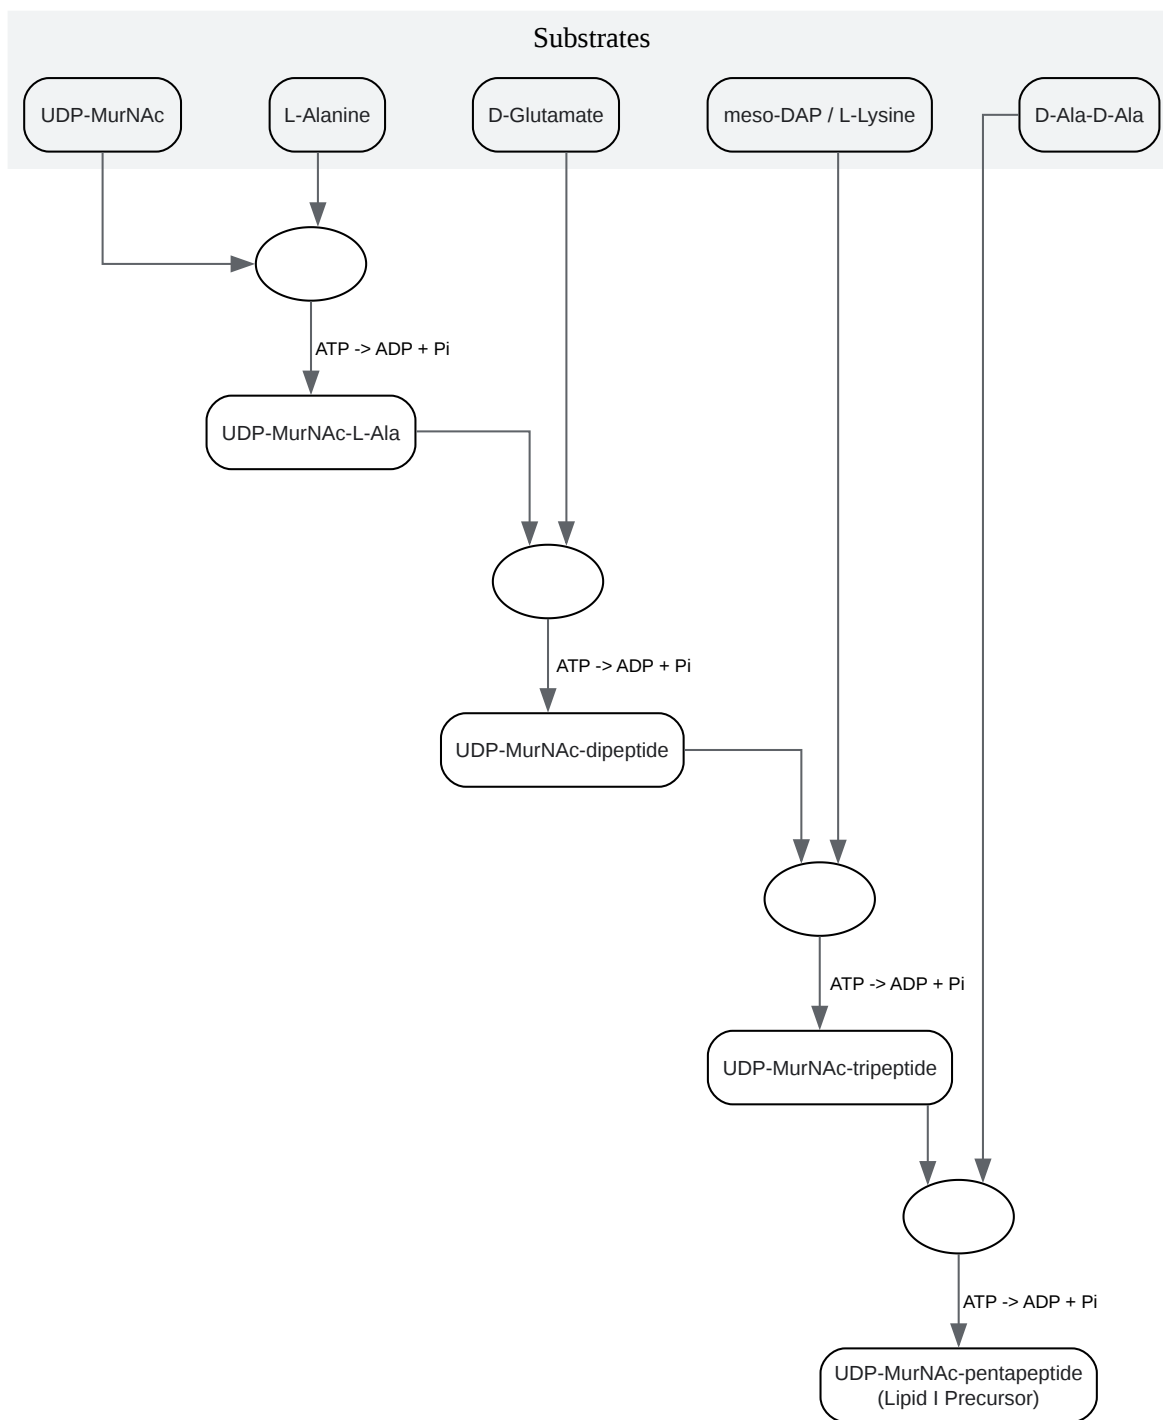 Substrates
UDP-MurNAc
L-Alanine
D-Glutamate
meso-DAP / L-Lysine
D-Ala-D-Ala
ATP -> ADP + Pi
UDP-MurNAc-L-Ala
ATP -> ADP + Pi
UDP-MurNAc-dipeptide
ATP -> ADP + Pi
UDP-MurNAc-tripeptide
ATP -> ADP + Pi
UDP-MurNAc-pentapeptide
(Lipid I Precursor)